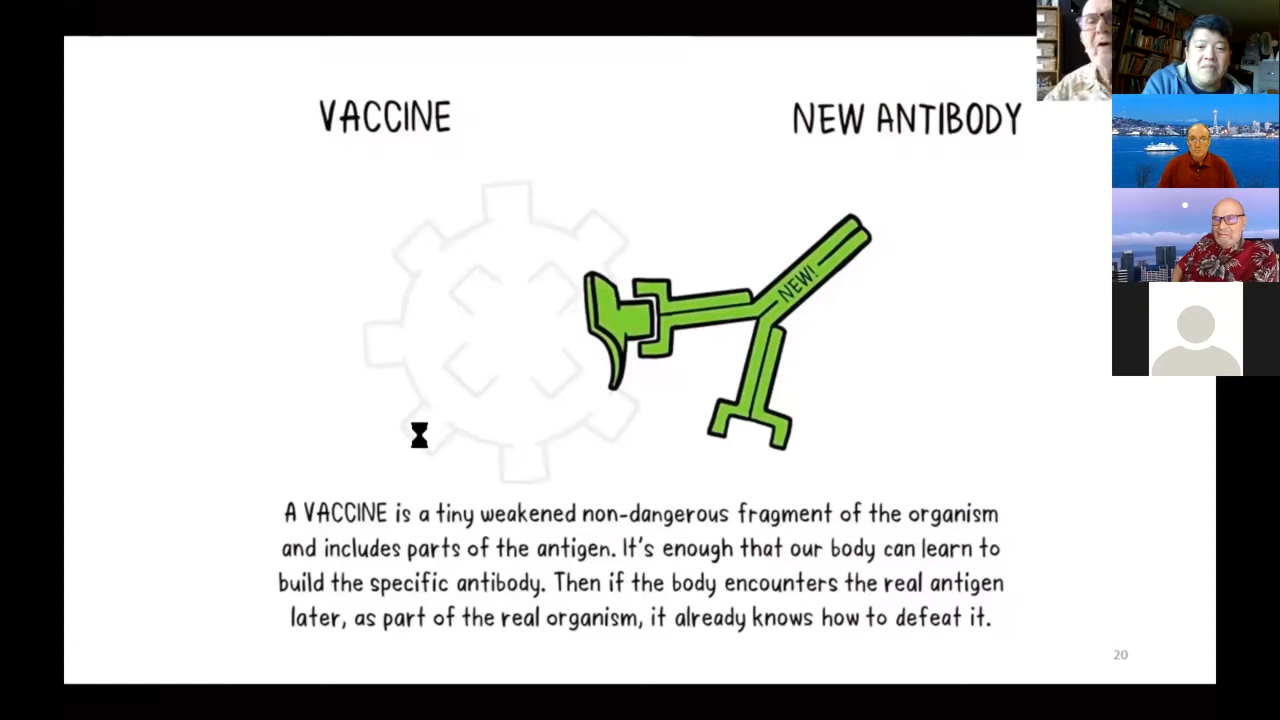 VACCINE
NEW ANTIBODY
NEW!
A VACCINE is a tiny weakened non-dangerous fragment of the organism
and includes parts of the antigen. It's enough that our body can learn to
build the specific antibody. Then if the body encounters the real antigen
later, as part of the real organism, it already knows how to defeat it.
20